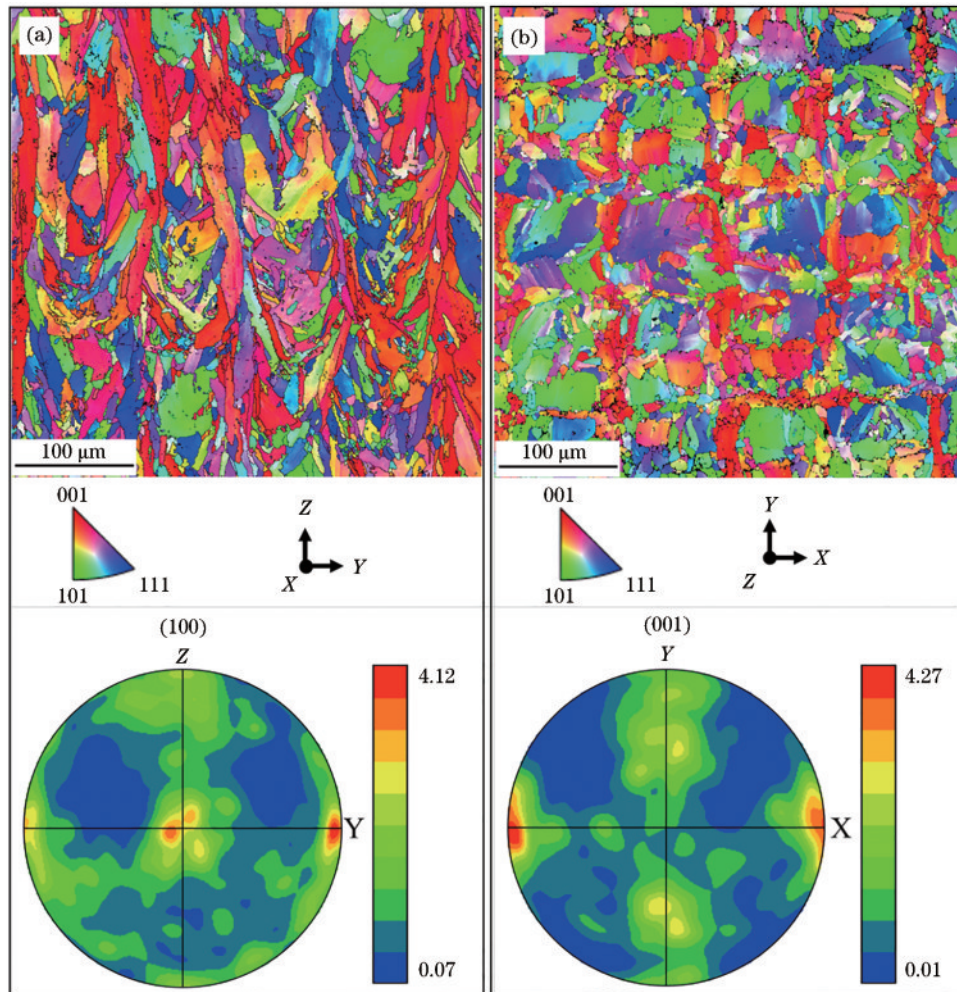 (a)
100 μm
001
101
111
Z
X
Y
(100)
Z
Y
4.12
0.07
(b)
100 μm
001
101
111
Y
Z
X
(001)
Y
X
4.27
0.01